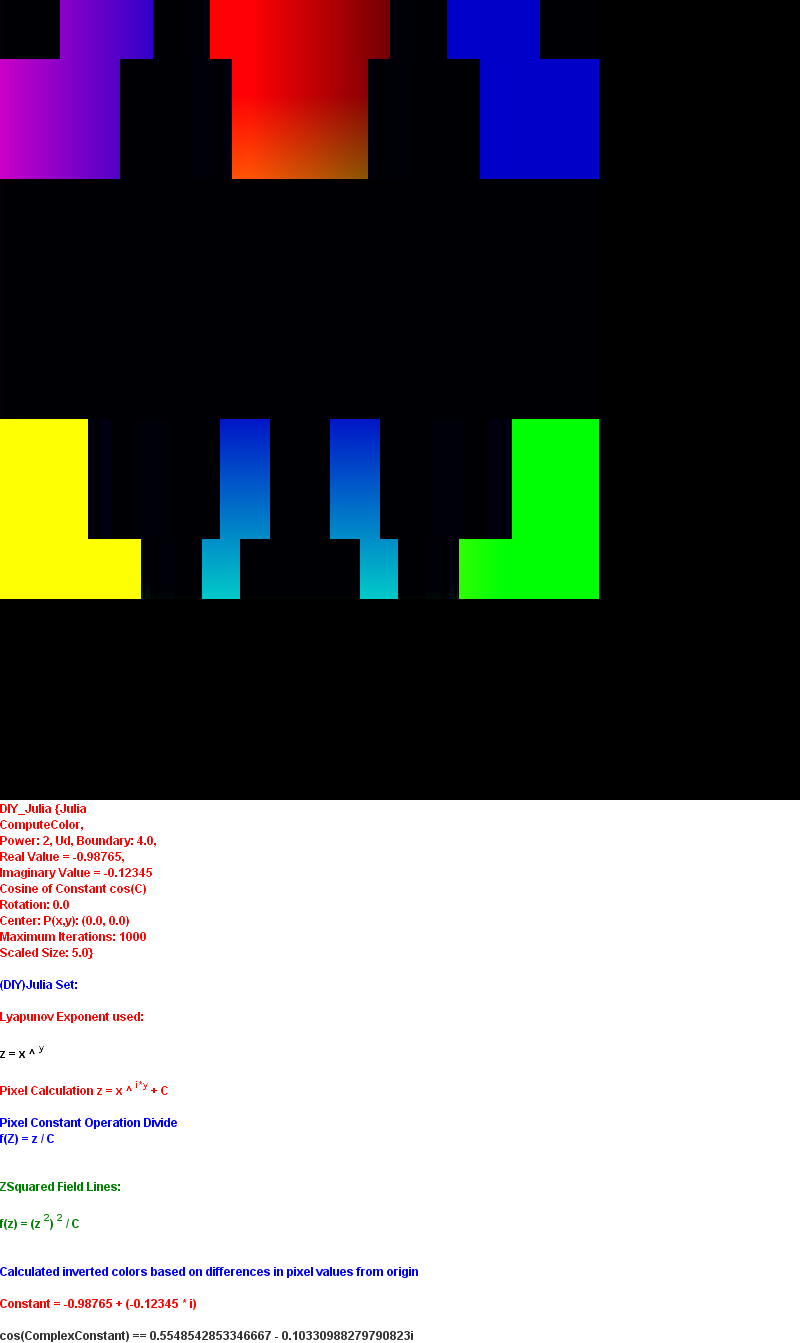 DIY_Julia {Julia
ComputeColor,
Power: 2, Ud, Boundary: 4.0,
Real Value = -0.98765,
Imaginary Value = -0.12345
Cosine of Constant cos(C)
Rotation: 0.0
Center: P(x,y): (0.0, 0.0)
Maximum Iterations: 1000
Scaled Size: 5.0}
(DIY)Julia Set:
Lyapunov Exponent used:
z = x ^ y
Pixel Calculation z = x ^ i*y + C
Pixel Constant Operation Divide
f(Z) = z / C
ZSquared Field Lines:
f(z) = (z 2) 2 / C
Calculated inverted colors based on differences in pixel values from origin
Constant = -0.98765 + (-0.12345 * i)
cos(ComplexConstant) == 0.5548542853346667 - 0.10330988279790823i